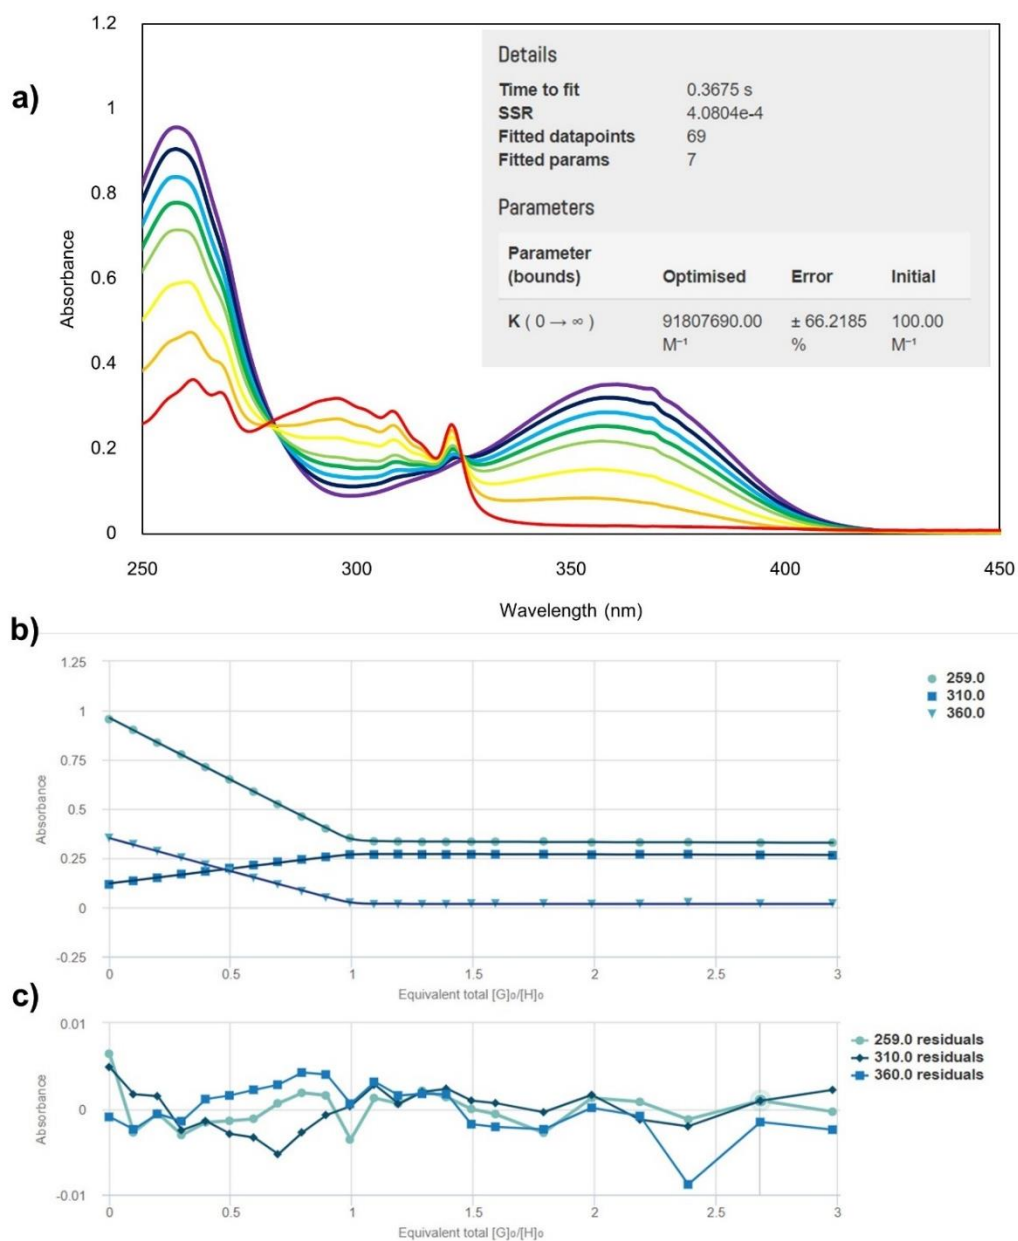 a)
1.2
1
0.8
0.6
0.4
0.2
0
Absorbance
250
300
350
400
450
Wavelength (nm)
Details
Time to fit 0.3675 s
SSR 4.0804e-4
Fitted datapoints 69
Fitted params 7
Parameters
Parameter
(bounds) Optimised Error Initial
K ( 0 → ∞ ) 91807690.00 ± 66.2185 100.00
M⁻¹ % M⁻¹
b)
1.25
1
0.75
0.5
0.25
0
-0.25
Absorbance
0
0.5
1
1.5
2
2.5
3
Equivalent total [G]₀/[H]₀
259.0
310.0
360.0
c)
0.01
0
-0.01
Absorbance
0
0.5
1
1.5
2
2.5
3
Equivalent total [G]₀/[H]₀
259.0 residuals
310.0 residuals
360.0 residuals